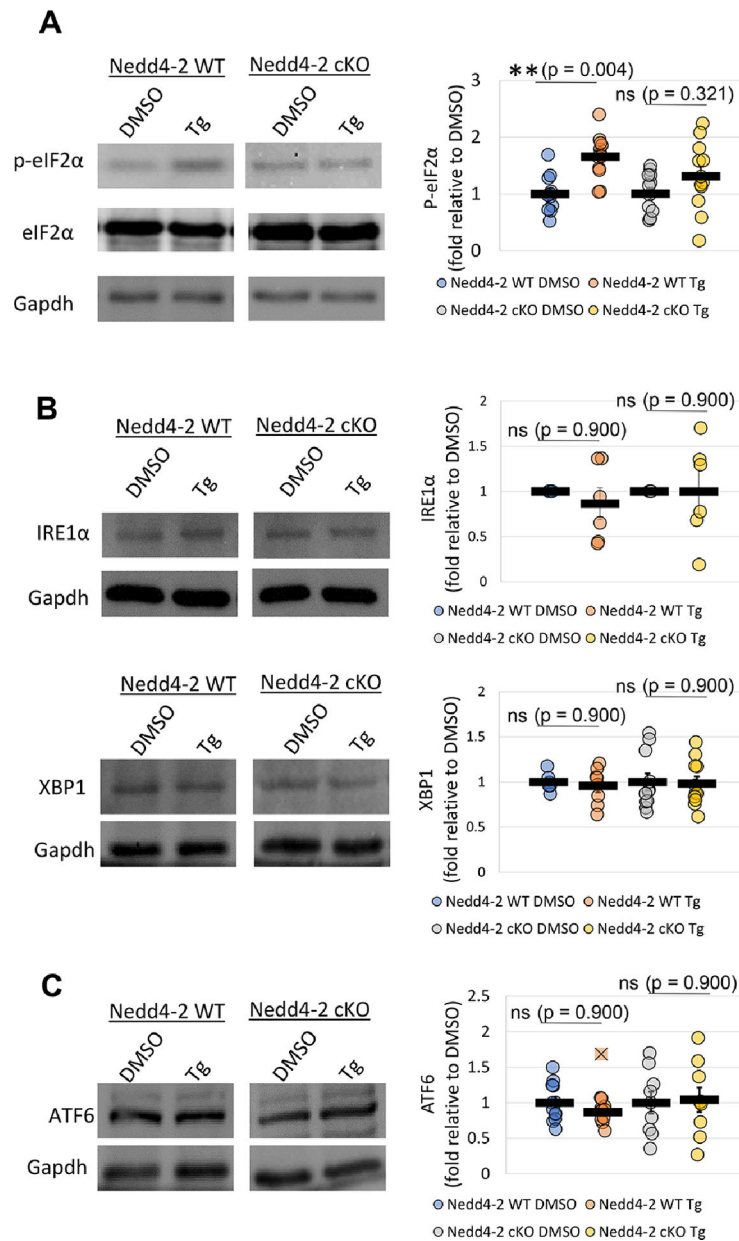 A
Nedd4-2 WT Nedd4-2 cKO
DMSO Tg DMSO Tg
p-eIF2α
eIF2α
Gapdh
** (p = 0.004)
ns (p = 0.321)
P-eIF2α
(fold relative to DMSO)
3
2
1
0
Nedd4-2 WT DMSO Nedd4-2 WT Tg
Nedd4-2 cKO DMSO Nedd4-2 cKO Tg
B
Nedd4-2 WT Nedd4-2 cKO
DMSO Tg DMSO Tg
IRE1α
Gapdh
ns (p = 0.900)
ns (p = 0.900)
IRE1α
(fold relative to DMSO)
2
1.5
1
0.5
0
Nedd4-2 WT DMSO Nedd4-2 WT Tg
Nedd4-2 cKO DMSO Nedd4-2 cKO Tg
Nedd4-2 WT Nedd4-2 cKO
DMSO Tg DMSO Tg
XBP1
Gapdh
ns (p = 0.900)
ns (p = 0.900)
XBP1
(fold relative to DMSO)
2
1.5
1
0.5
0
Nedd4-2 WT DMSO Nedd4-2 WT Tg
Nedd4-2 cKO DMSO Nedd4-2 cKO Tg
C
Nedd4-2 WT Nedd4-2 cKO
DMSO Tg DMSO Tg
ATF6
Gapdh
ns (p = 0.900)
ns (p = 0.900)
ATF6
(fold relative to DMSO)
2.5
2
1.5
1
0.5
0
Nedd4-2 WT DMSO Nedd4-2 WT Tg
Nedd4-2 cKO DMSO Nedd4-2 cKO Tg